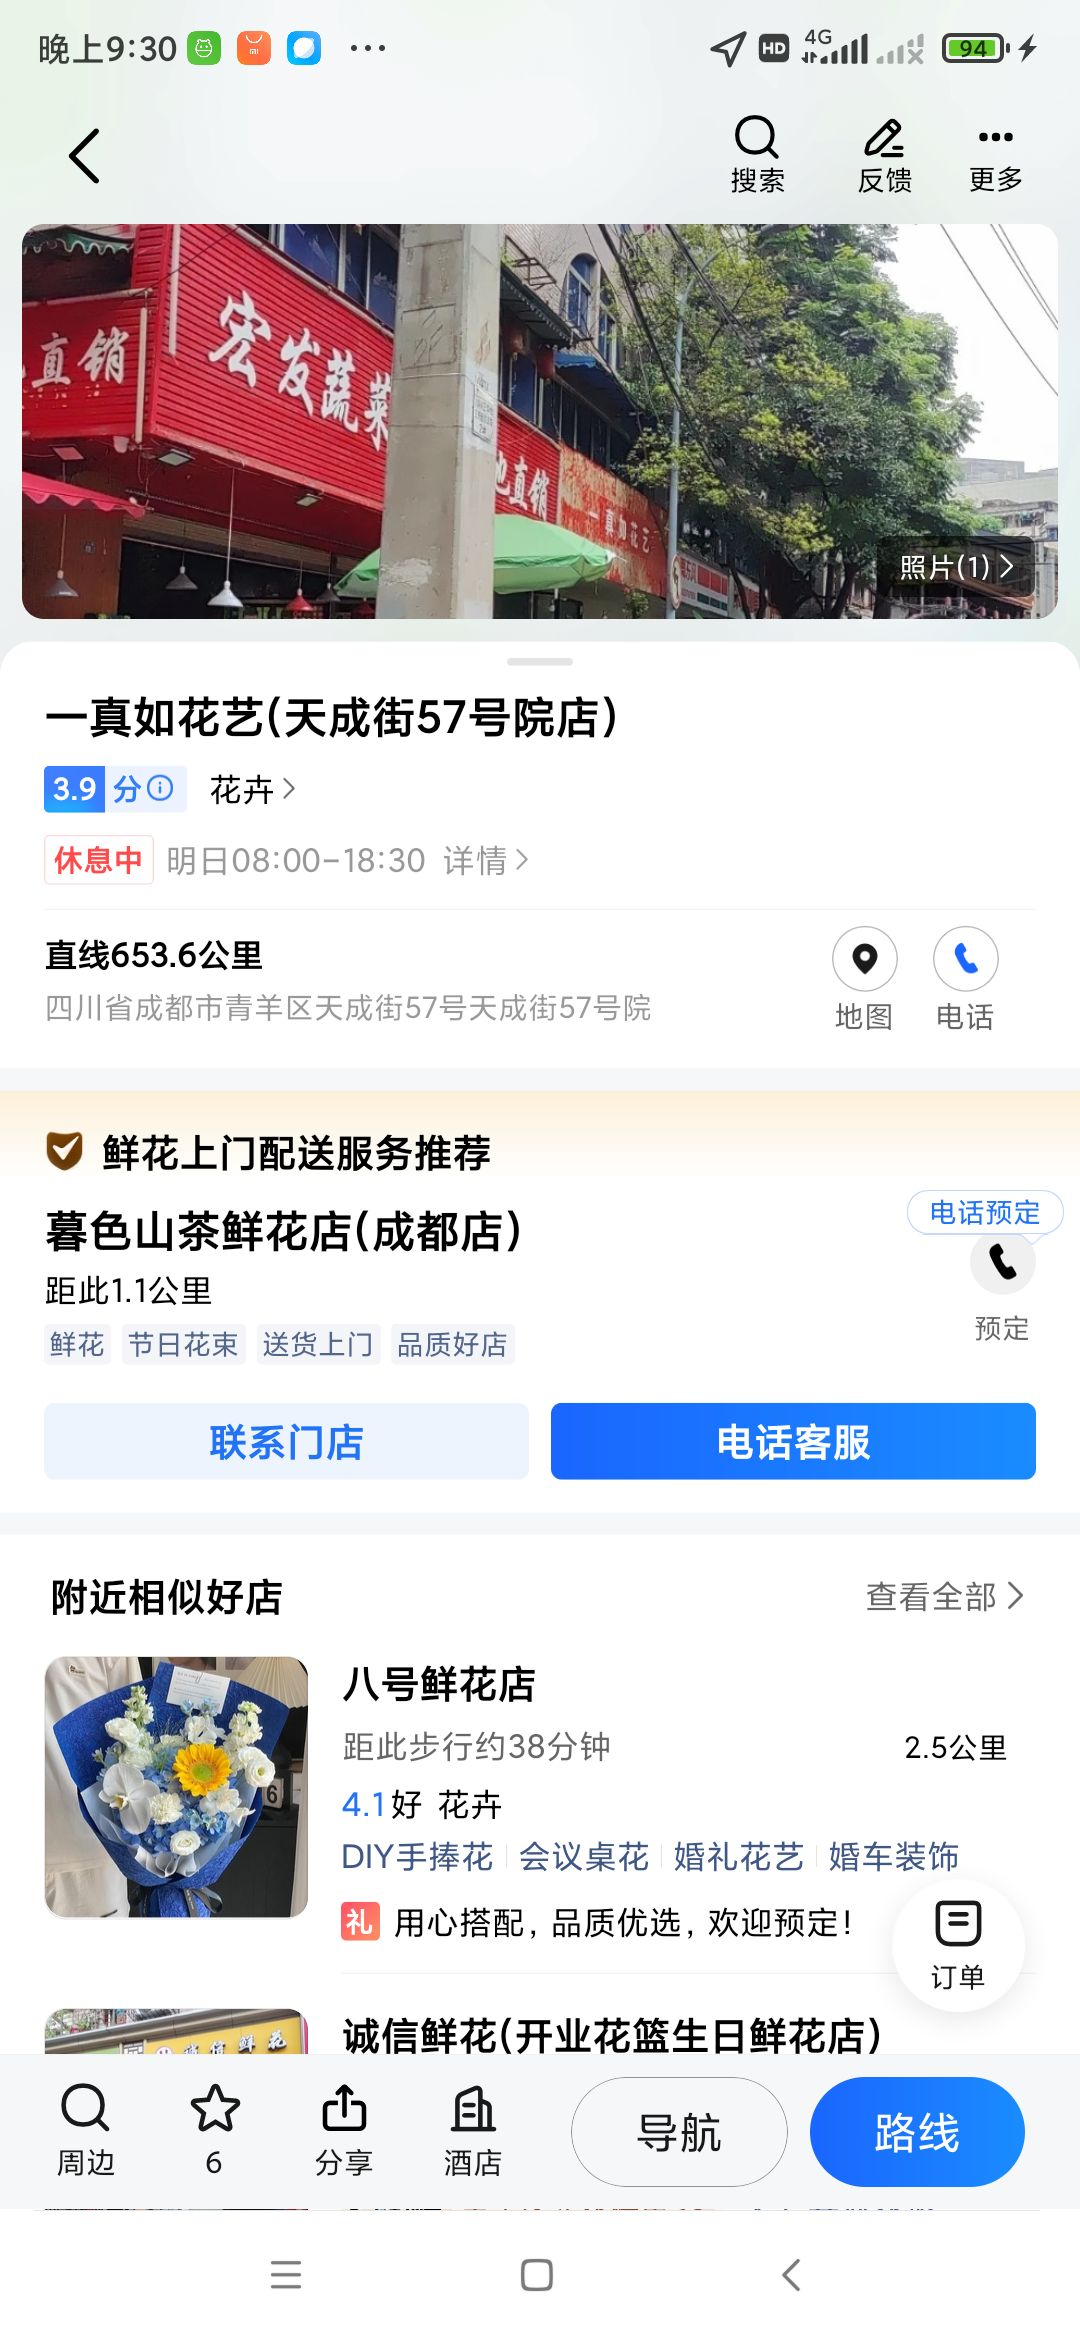 晚上9:30
HD 4G 94
搜索 反馈 更多
直销
宏发蔬菜
地直销
一真如花艺
照片(1)
一真如花艺(天成街57号院店)
3.9分 花卉
休息中 明日08:00-18:30 详情
直线653.6公里
四川省成都市青羊区天成街57号天成街57号院
地图 电话
鲜花上门配送服务推荐
暮色山茶鲜花店(成都店)
电话预定
距此1.1公里
预定
鲜花 节日花束 送货上门 品质好店
联系门店 电话客服
附近相似好店 查看全部
八号鲜花店
距此步行约38分钟 2.5公里
4.1好 花卉
DIY手捧花 会议桌花 婚礼花艺 婚车装饰
礼 用心搭配，品质优选，欢迎预定！
订单
诚信鲜花(开业花篮生日鲜花店)
周边 6 分享 酒店 导航 路线